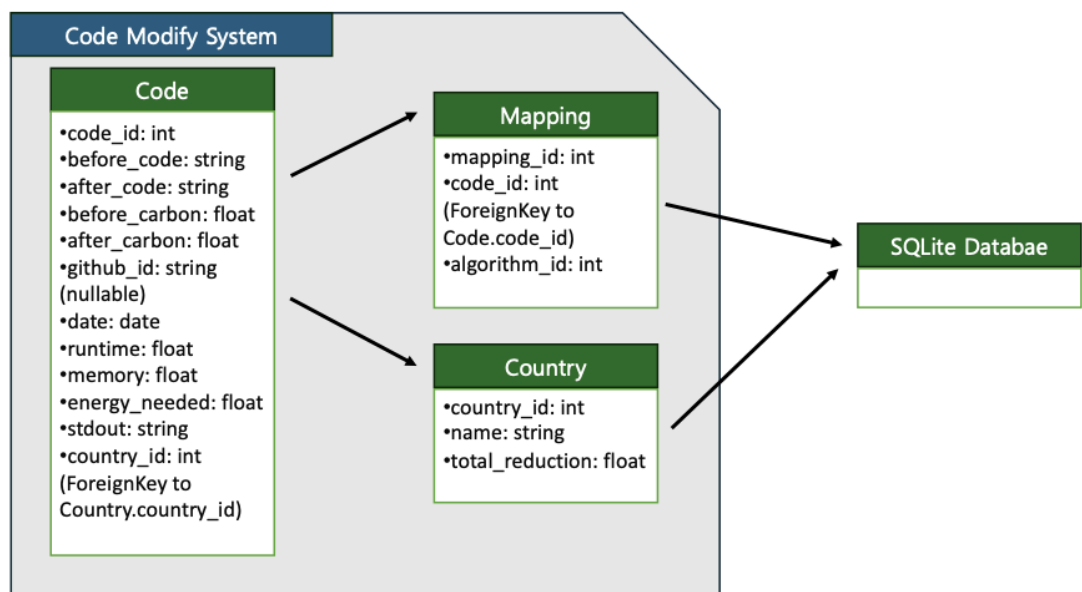 Code Modify System
Code
•code_id: int
•before_code: string
•after_code: string
•before_carbon: float
•after_carbon: float
•github_id: string
(nullable)
•date: date
•runtime: float
•memory: float
•energy_needed: float
•stdout: string
•country_id: int
(ForeignKey to
Country.country_id)
Mapping
•mapping_id: int
•code_id: int
(ForeignKey to
Code.code_id)
•algorithm_id: int
Country
•country_id: int
•name: string
•total_reduction: float
SQLite Databae